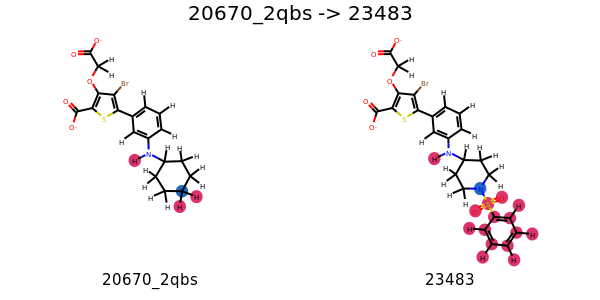 20670_2qbs -> 23483
O- O-
O H O H
H H
O Br H O Br H
O H O H
S S
O- H H O- H H
H N H H H N H H
H H H H
H H H N H
H H H H S O O
H H H
H H
H H
20670_2qbs 23483